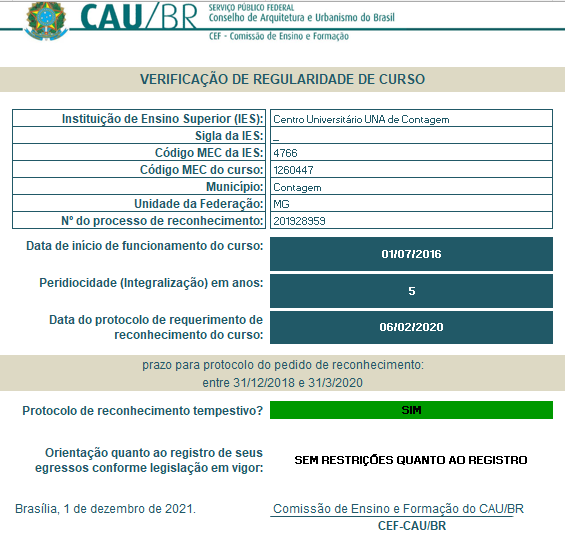 CAU/BR
SERVIÇO PÚBLICO FEDERAL
Conselho de Arquitetura e Urbanismo do Brasil
CEF - Comissão de Ensino e Formação
VERIFICAÇÃO DE REGULARIDADE DE CURSO
Instituição de Ensino Superior (IES): Centro Universitário UNA de Contagem
Sigla da IES: _
Código MEC da IES: 4766
Código MEC do curso: 1260447
Município: Contagem
Unidade da Federação: MG
Nº do processo de reconhecimento: 201928959
Data de início de funcionamento do curso: 01/07/2016
Peridiocidade (Integralização) em anos: 5
Data do protocolo de requerimento de
reconhecimento do curso: 06/02/2020
prazo para protocolo do pedido de reconhecimento:
entre 31/12/2018 e 31/3/2020
Protocolo de reconhecimento tempestivo? SIM
Orientação quanto ao registro de seus
egressos conforme legislação em vigor: SEM RESTRIÇÕES QUANTO AO REGISTRO
Brasília, 1 de dezembro de 2021. Comissão de Ensino e Formação do CAU/BR
CEF-CAU/BR